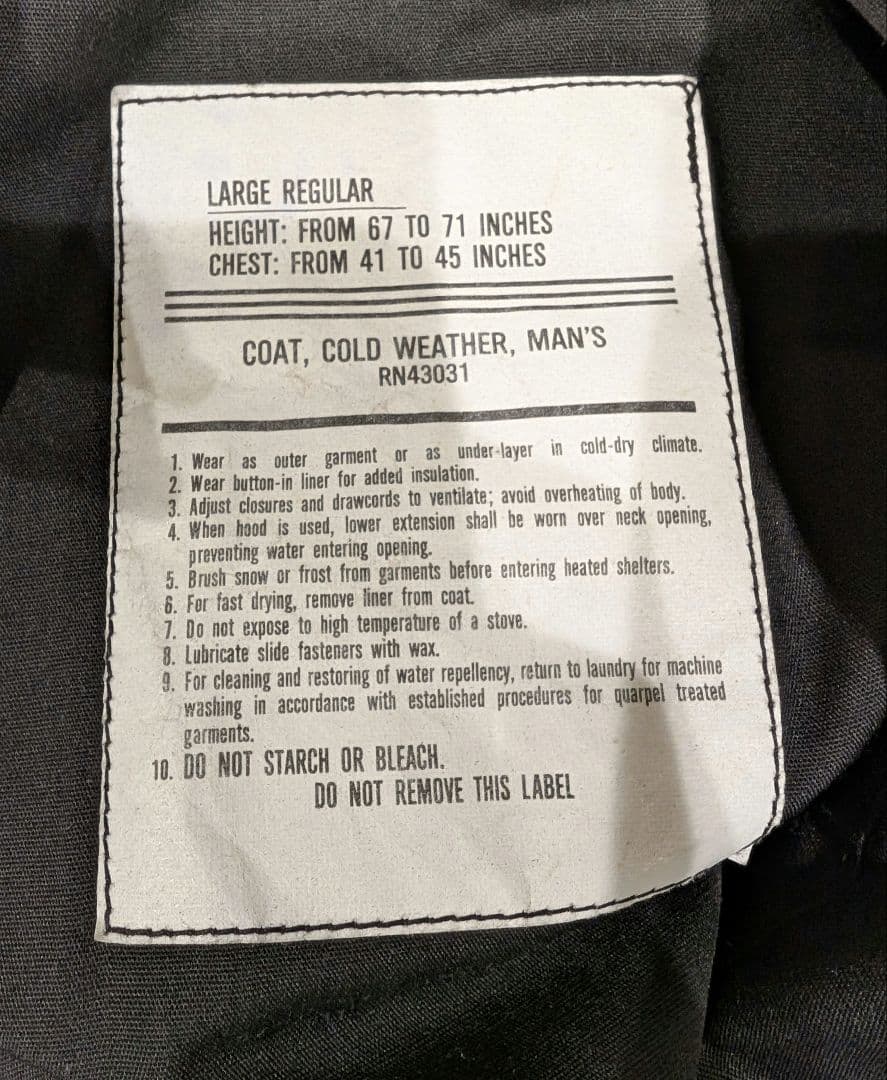 LARGE REGULAR
HEIGHT: FROM 67 TO 71 INCHES
CHEST: FROM 41 TO 45 INCHES
COAT, COLD WEATHER, MAN'S
RN43031
1. Wear as outer garment or as under-layer in cold-dry climate.
2. Wear button-in liner for added insulation.
3. Adjust closures and drawcords to ventilate; avoid overheating of body.
4. When hood is used, lower extension shall be worn over neck opening,
preventing water entering opening.
5. Brush snow or frost from garments before entering heated shelters.
6. For fast drying, remove liner from coat.
7. Do not expose to high temperature of a stove.
8. Lubricate slide fasteners with wax.
9. For cleaning and restoring of water repellency, return to laundry for machine
washing in accordance with established procedures for quarpel treated
garments.
10. DO NOT STARCH OR BLEACH.
DO NOT REMOVE THIS LABEL